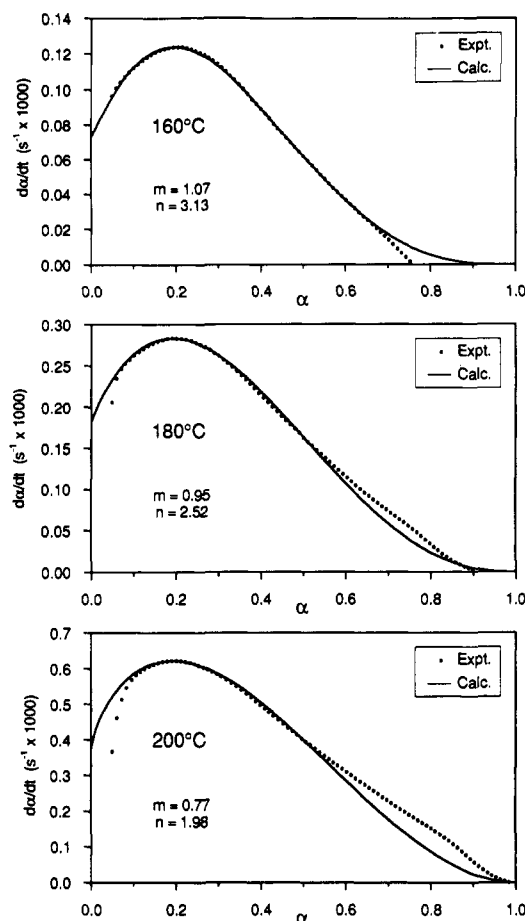 0.14
0.12
0.10
0.08
0.06
0.04
0.02
0.00
dα/dt (s⁻¹ x 1000)
Expt.
Calc.
160°C
m = 1.07
n = 3.13
0.0 0.2 0.4 0.6 0.8 1.0
α
0.30
0.25
0.20
0.15
0.10
0.05
0.00
dα/dt (s⁻¹ x 1000)
Expt.
Calc.
180°C
m = 0.95
n = 2.52
0.0 0.2 0.4 0.6 0.8 1.0
α
0.7
0.6
0.5
0.4
0.3
0.2
0.1
0.0
dα/dt (s⁻¹ x 1000)
Expt.
Calc.
200°C
m = 0.77
n = 1.98
0.0 0.2 0.4 0.6 0.8 1.0
α